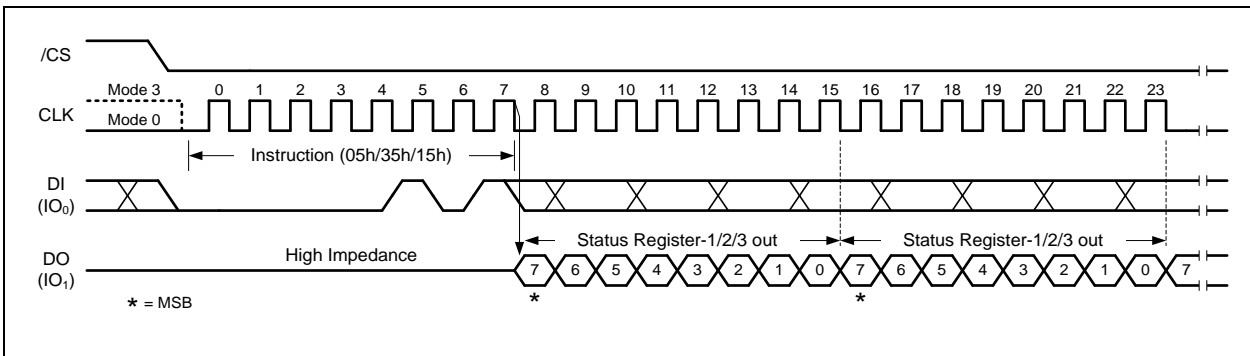 /CS
Mode 3
0 1 2 3 4 5 6 7 8 9 10 11 12 13 14 15 16 17 18 19 20 21 22 23
CLK
Mode 0
Instruction (05h/35h/15h)
DI
(IO₀)
Status Register-1/2/3 out Status Register-1/2/3 out
High Impedance
DO
(IO₁)
7 6 5 4 3 2 1 0 7 6 5 4 3 2 1 0 7
* *
* = MSB